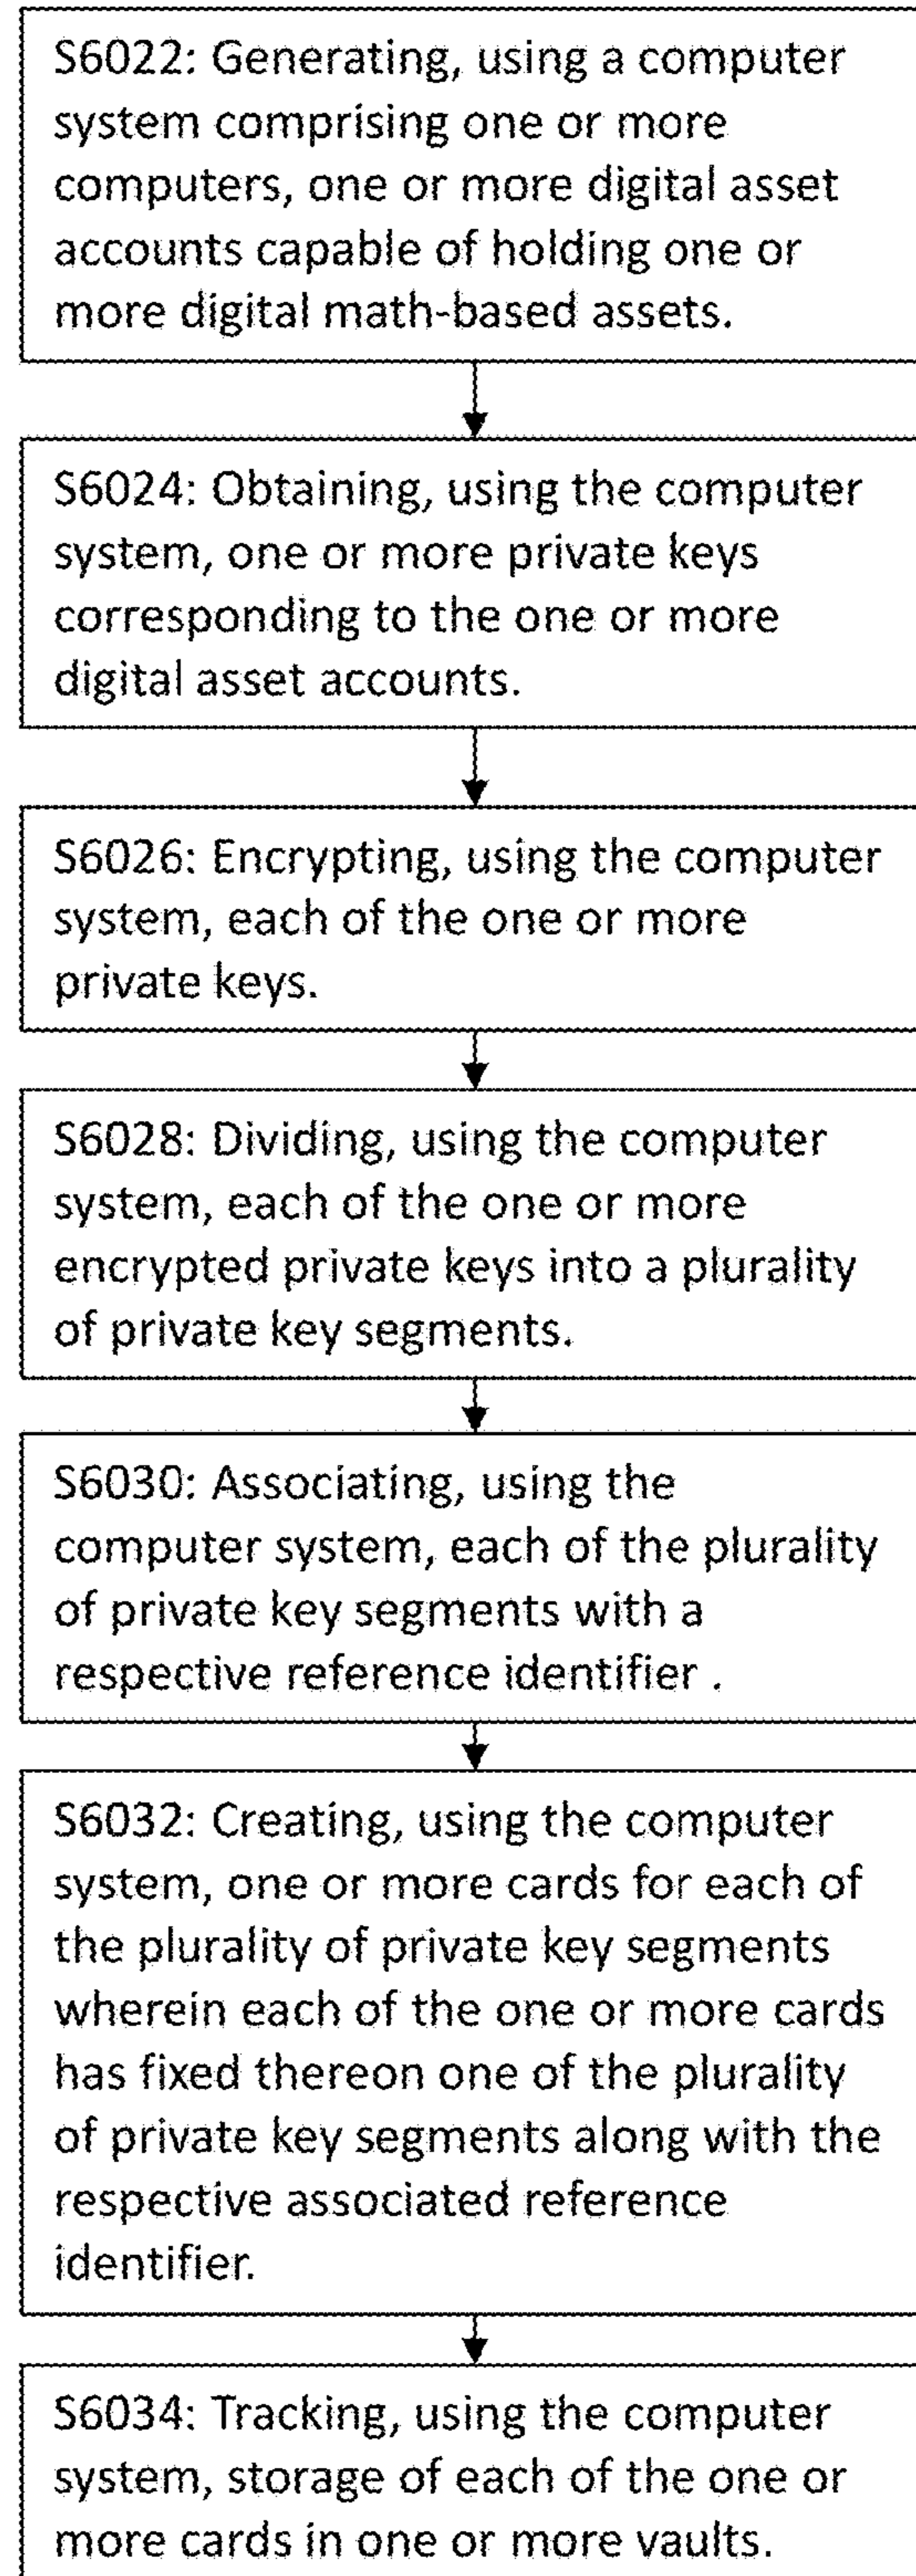 S6022: Generating, using a computer
system comprising one or more
computers, one or more digital asset
accounts capable of holding one or
more digital math-based assets.
S6024: Obtaining, using the computer
system, one or more private keys
corresponding to the one or more
digital asset accounts.
S6026: Encrypting, using the computer
system, each of the one or more
private keys.
S6028: Dividing, using the computer
system, each of the one or more
encrypted private keys into a plurality
of private key segments.
S6030: Associating, using the
computer system, each of the plurality
of private key segments with a
respective reference identifier .
S6032: Creating, using the computer
system, one or more cards for each of
the plurality of private key segments
wherein each of the one or more cards
has fixed thereon one of the plurality
of private key segments along with the
respective associated reference
identifier.
S6034: Tracking, using the computer
system, storage of each of the one or
more cards in one or more vaults.